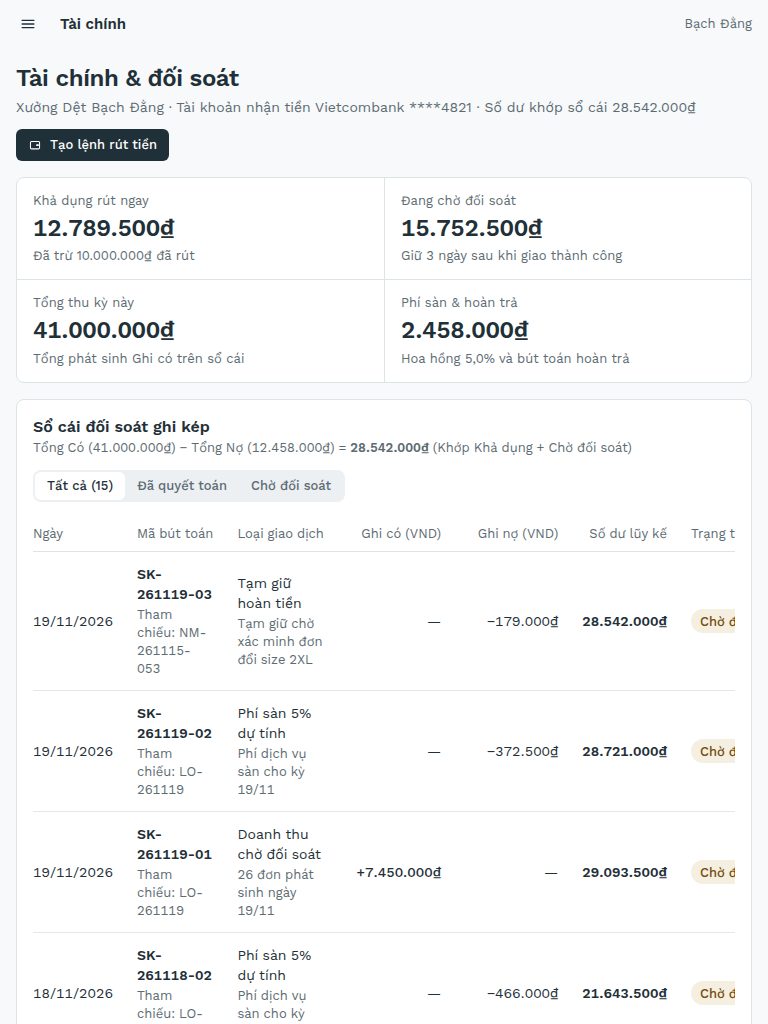 Tài chính
Bạch Đằng
Tài chính & đối soát
Xưởng Dệt Bạch Đằng · Tài khoản nhận tiền Vietcombank ****4821 · Số dư khớp sổ cái 28.542.000₫
Tạo lệnh rút tiền
Khả dụng rút ngay
12.789.500₫
Đã trừ 10.000.000₫ đã rút
Đang chờ đối soát
15.752.500₫
Giữ 3 ngày sau khi giao thành công
Tổng thu kỳ này
41.000.000₫
Tổng phát sinh Ghi có trên sổ cái
Phí sàn & hoàn trả
2.458.000₫
Hoa hồng 5,0% và bút toán hoàn trả
Sổ cái đối soát ghi kép
Tổng Có (41.000.000₫) − Tổng Nợ (12.458.000₫) = 28.542.000₫ (Khớp Khả dụng + Chờ đối soát)
Tất cả (15) Đã quyết toán Chờ đối soát
Ngày Mã bút toán Loại giao dịch Ghi có (VND) Ghi nợ (VND) Số dư lũy kế Trạng t
19/11/2026
SK-
261119-03
Tham
chiếu: NM-
261115-
053
Tạm giữ
hoàn tiền
Tạm giữ chờ
xác minh đơn
đổi size 2XL
— −179.000₫ 28.542.000₫ Chờ đ
19/11/2026
SK-
261119-02
Tham
chiếu: LO-
261119
Phí sàn 5%
dự tính
Phí dịch vụ
sàn cho kỳ
19/11
— −372.500₫ 28.721.000₫ Chờ đ
19/11/2026
SK-
261119-01
Tham
chiếu: LO-
261119
Doanh thu
chờ đối soát
26 đơn phát
sinh ngày
19/11
+7.450.000₫ — 29.093.500₫ Chờ đ
18/11/2026
SK-
261118-02
Tham
chiếu: LO-
Phí sàn 5%
dự tính
Phí dịch vụ
sàn cho kỳ
— −466.000₫ 21.643.500₫ Chờ đ